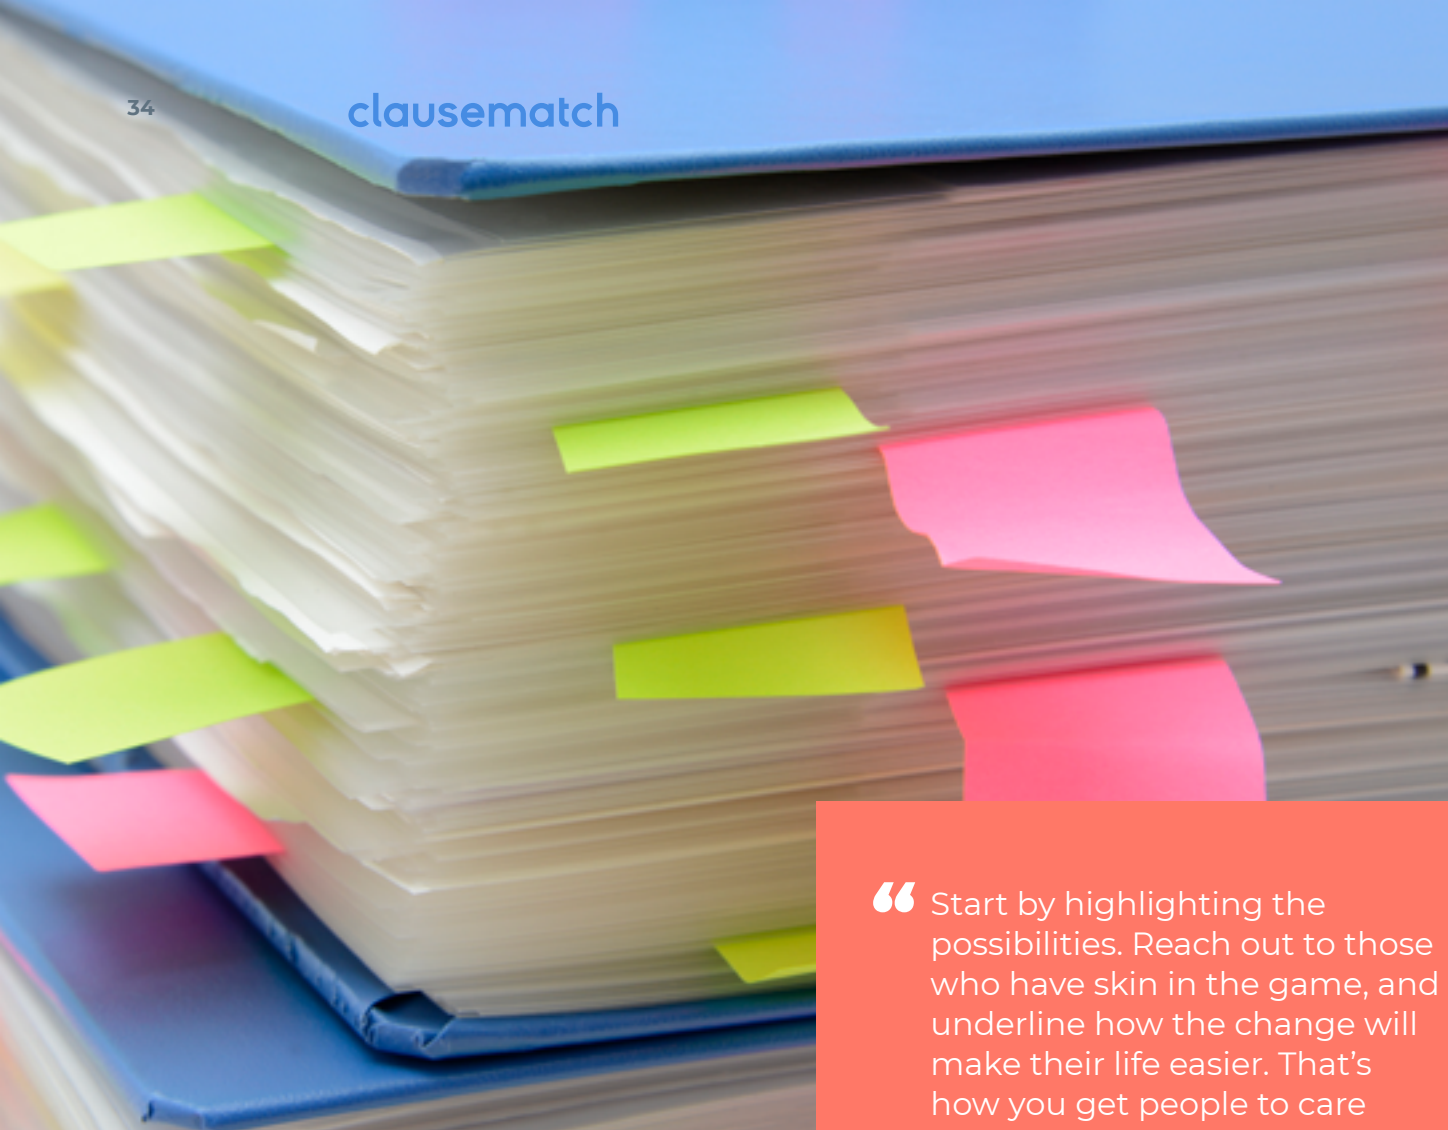 34
clausematch
“ Start by highlighting the
possibilities. Reach out to those
who have skin in the game, and
underline how the change will
make their life easier. That’s
how you get people to care